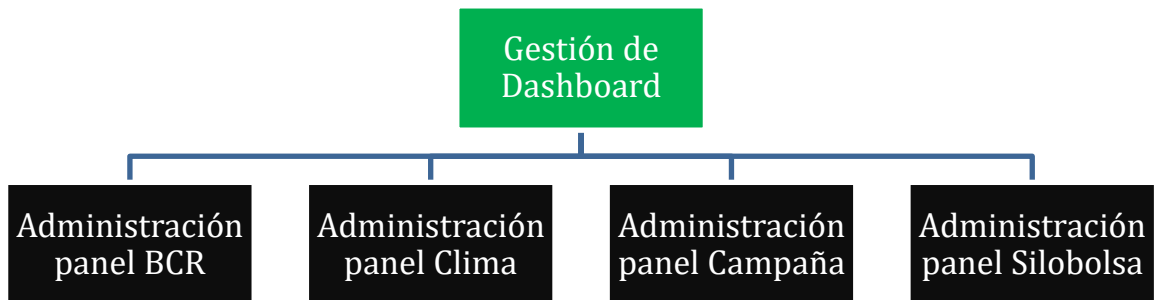 Gestión de
Dashboard
Administración
panel BCR
Administración
panel Clima
Administración
panel Campaña
Administración
panel Silobolsa